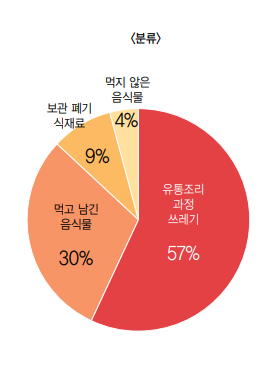 〈분류〉
먹지 않은
음식물
4%
보관 폐기
식재료
9%
먹고 남긴
음식물
30%
유통조리
과정
쓰레기
57%